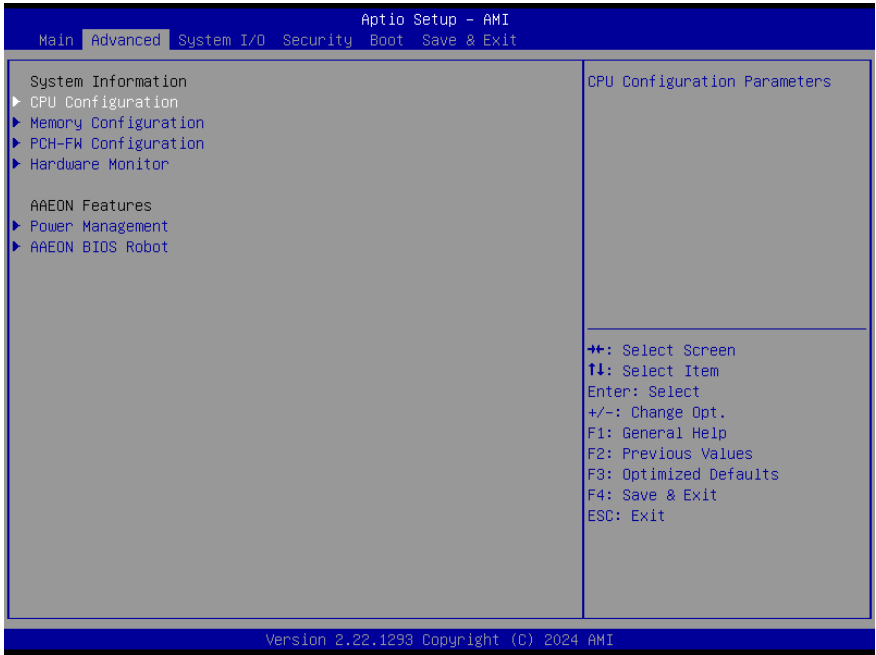 Aptio Setup – AMI
Main Advanced System I/O Security Boot Save & Exit
System Information
CPU Configuration
Memory Configuration
PCH-FW Configuration
Hardware Monitor
AAEON Features
Power Management
AAEON BIOS Robot
CPU Configuration Parameters
→←: Select Screen
↑↓: Select Item
Enter: Select
+/-: Change Opt.
F1: General Help
F2: Previous Values
F3: Optimized Defaults
F4: Save & Exit
ESC: Exit
Version 2.22.1293 Copyright (C) 2024 AMI